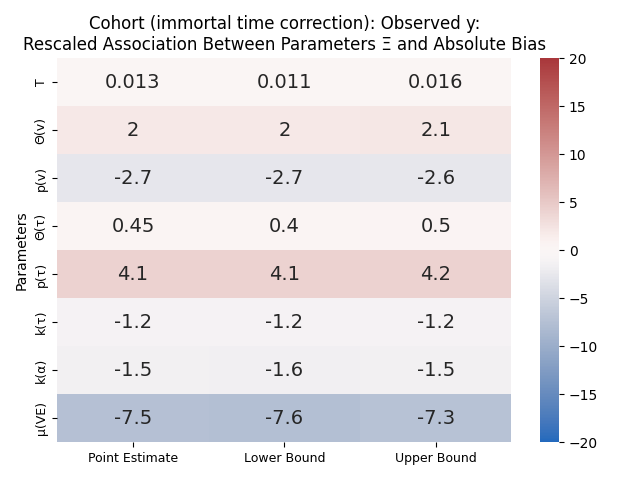 Cohort (immortal time correction): Observed y:
Rescaled Association Between Parameters Ξ and Absolute Bias
Parameters
T 0.013 0.011 0.016
Θ(v) 2 2 2.1
p(v) -2.7 -2.7 -2.6
Θ(τ) 0.45 0.4 0.5
p(τ) 4.1 4.1 4.2
k(τ) -1.2 -1.2 -1.2
k(α) -1.5 -1.6 -1.5
μ(VE) -7.5 -7.6 -7.3
Point Estimate Lower Bound Upper Bound
20
15
10
5
0
−5
−10
−15
−20